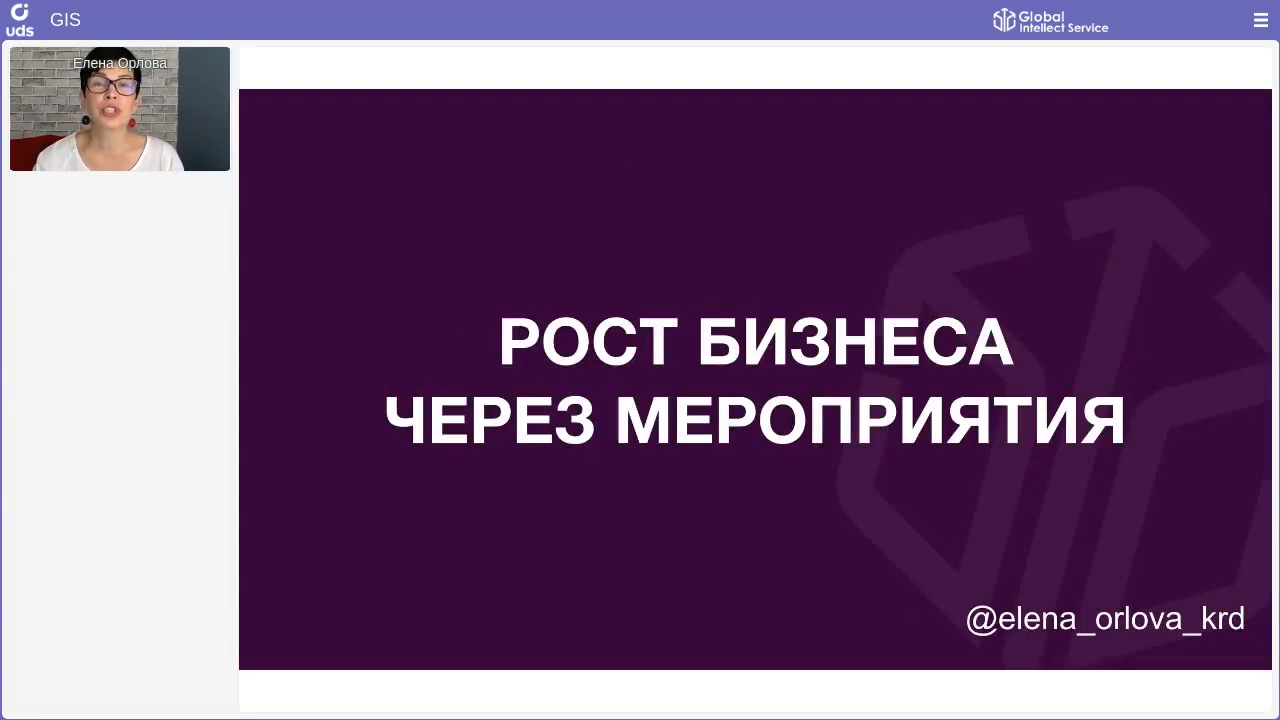 uds
GIS
Global
Intellect Service
Елена Орлова
РОСТ БИЗНЕСА
ЧЕРЕЗ МЕРОПРИЯТИЯ
@elena_orlova_krd